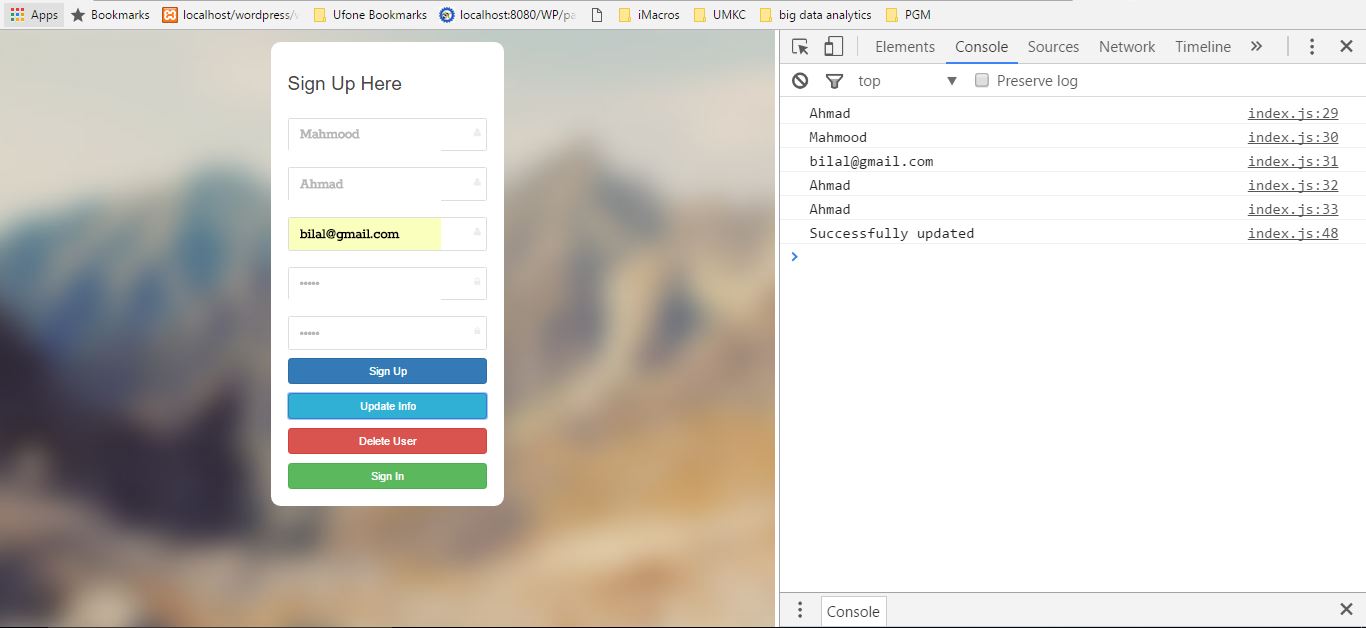 Apps Bookmarks localhost/wordpress/w Ufone Bookmarks localhost:8080/WP/pa iMacros UMKC big data analytics PGM
Sign Up Here
Mahmood
Ahmad
bilal@gmail.com
•••••
•••••
Sign Up
Update Info
Delete User
Sign In
Elements Console Sources Network Timeline »
top Preserve log
Ahmad index.js:29
Mahmood index.js:30
bilal@gmail.com index.js:31
Ahmad index.js:32
Ahmad index.js:33
Successfully updated index.js:48
>
Console